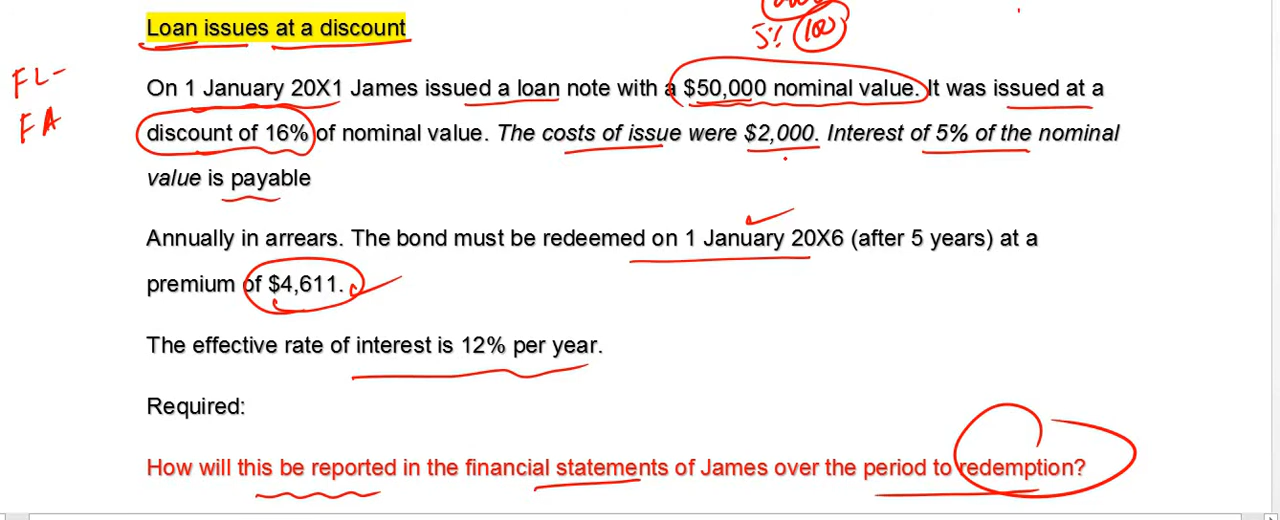 Loan issues at a discount
5% 100
FL-
FA
On 1 January 20X1 James issued a loan note with a $50,000 nominal value. It was issued at a
discount of 16% of nominal value. The costs of issue were $2,000. Interest of 5% of the nominal
value is payable
Annually in arrears. The bond must be redeemed on 1 January 20X6 (after 5 years) at a
premium of $4,611.
The effective rate of interest is 12% per year.
Required:
How will this be reported in the financial statements of James over the period to redemption?